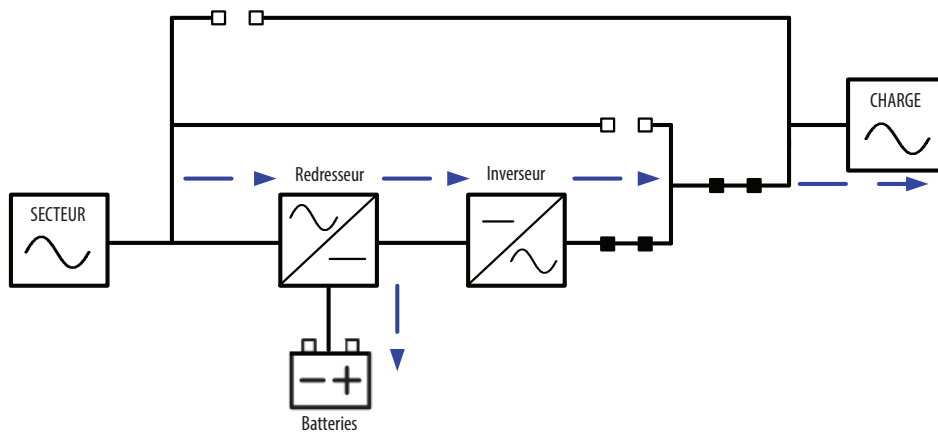 CHARGE
Redresseur
Inverseur
SECTEUR
Batteries